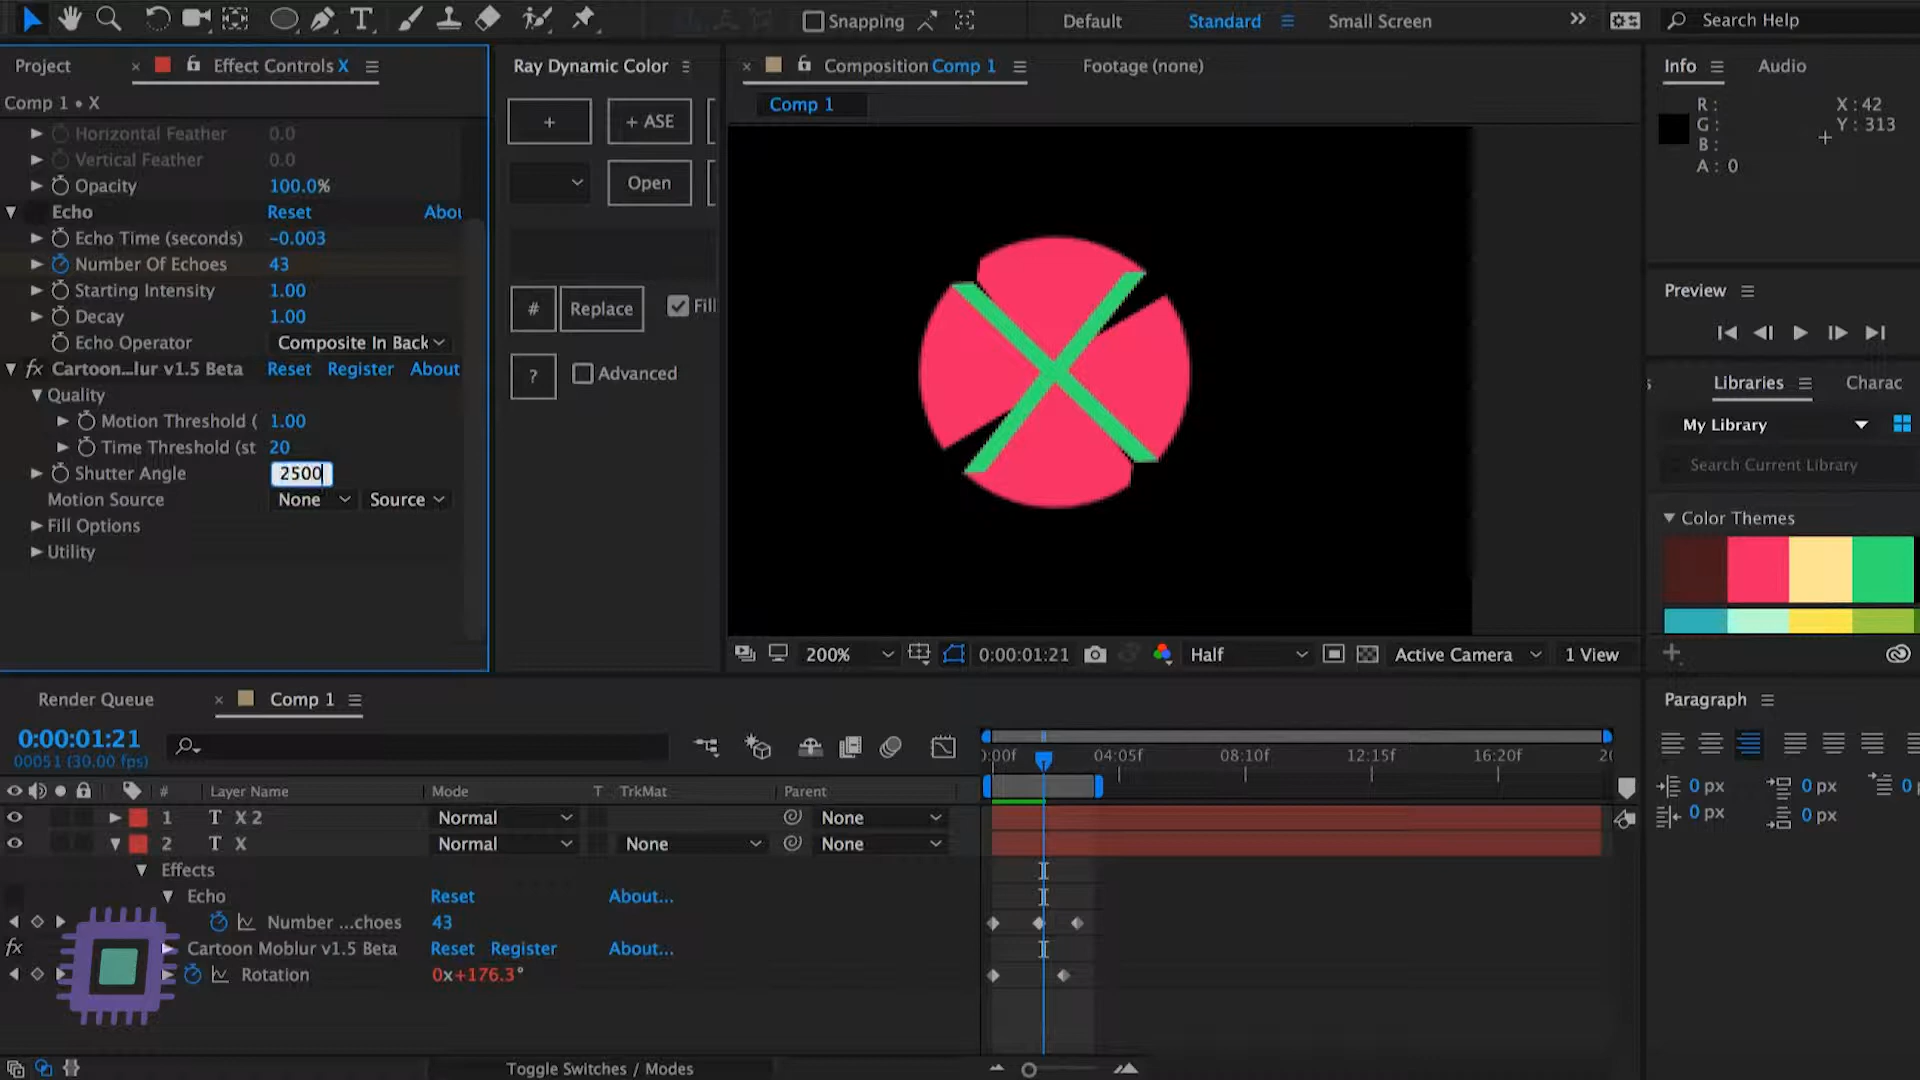 Snapping
Default
Standard
Small Screen
Search Help
Project
Effect Controls X
Comp 1 • X
Horizontal Feather 0.0
Vertical Feather 0.0
Opacity 100.0%
Echo Reset Abou
Echo Time (seconds) -0.003
Number Of Echoes 43
Starting Intensity 1.00
Decay 1.00
Echo Operator Composite In Back
fx Cartoon...lur v1.5 Beta Reset Register About
Quality
Motion Threshold ( 1.00
Time Threshold (st 20
Shutter Angle 2500
Motion Source None Source
Fill Options
Utility
Ray Dynamic Color
+ + ASE
Open
# Replace Fill
? Advanced
Composition Comp 1
Footage (none)
Comp 1
200% 0:00:01:21 Half Active Camera 1 View
Info Audio
R : X : 42
G : Y : 313
B :
A : 0
Preview
s Libraries Charac
My Library
Search Current Library
Color Themes
Paragraph
0 px 0 px 0
0 px 0 px
Render Queue
Comp 1
0:00:01:21
00051 (30.00 fps)
):00f 04:05f 08:10f 12:15f 16:20f 20
# Layer Name Mode T TrkMat Parent
1 T X 2 Normal None
2 T X Normal None None
Effects
Echo Reset About...
Number ...choes 43
fx Cartoon Moblur v1.5 Beta Reset Register About...
Rotation 0x+176.3°
Toggle Switches / Modes